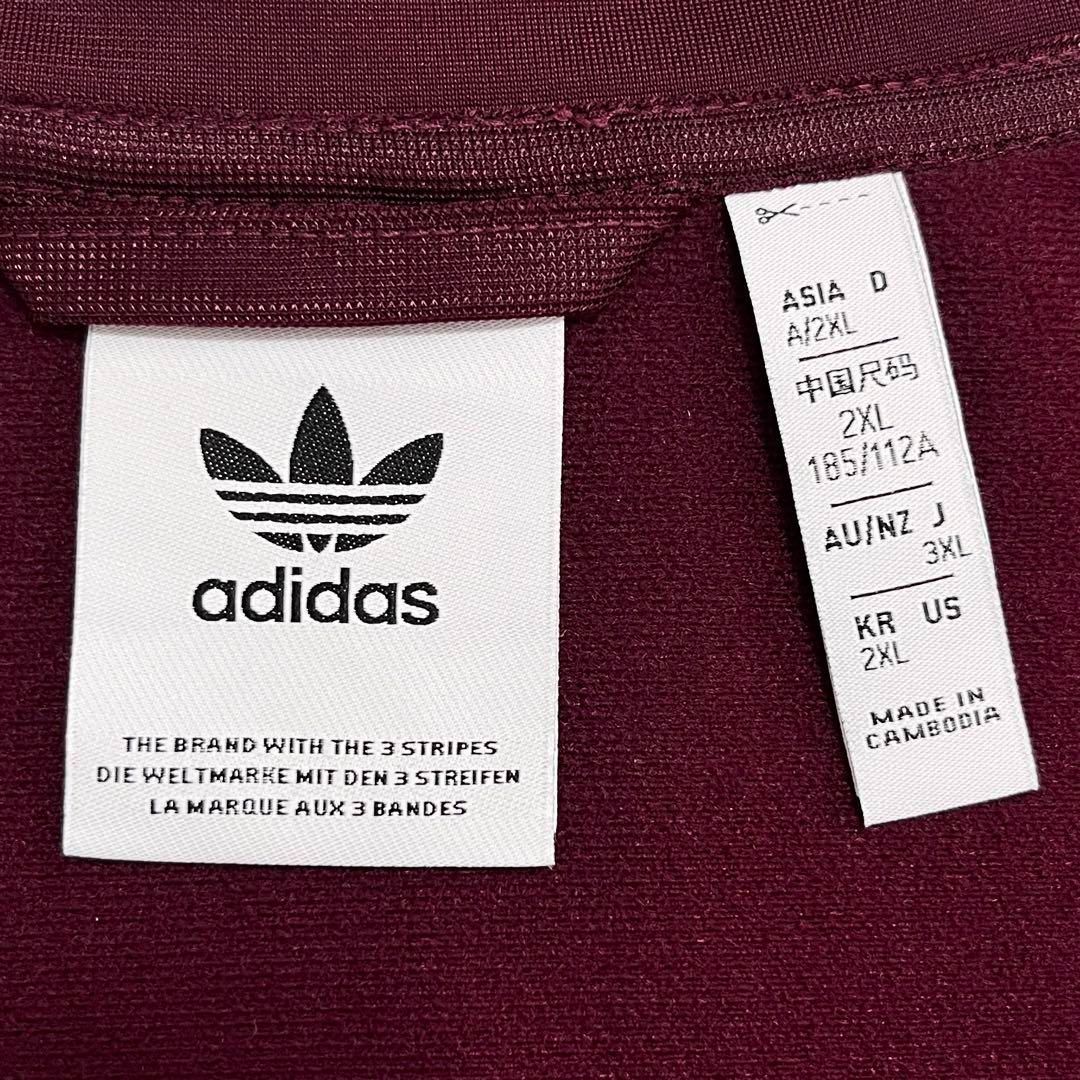 adidas
THE BRAND WITH THE 3 STRIPES
DIE WELTMARKE MIT DEN 3 STREIFEN
LA MARQUE AUX 3 BANDES
ASIA D
A/2XL
中国尺码
2XL
185/112A
AU/NZ J
3XL
KR US
2XL
MADE IN
CAMBODIA